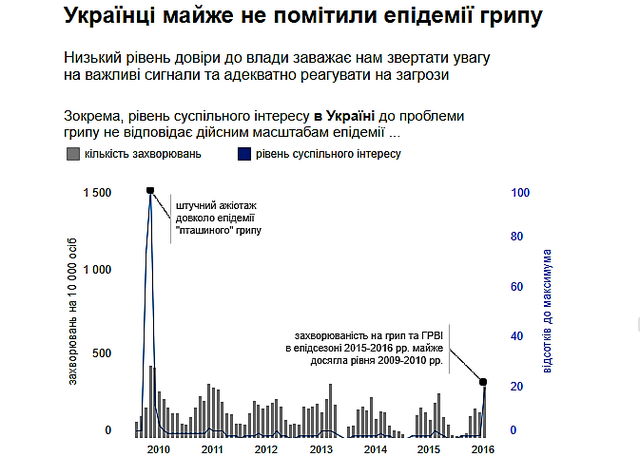 Українці майже не помітили епідемії грипу
Низький рівень довіри до влади заважає нам звертати увагу
на важливі сигнали та адекватно реагувати на загрози
Зокрема, рівень суспільного інтересу в Україні до проблеми
грипу не відповідає дійсним масштабам епідемії ...
кількість захворювань
рівень суспільного інтересу
1 500
1 000
500
0
захворювань на 10 000 осіб
штучний ажіотаж
довколо епідемії
"пташиного" грипу
захворюваність на грип та ГРВІ
в епідсезоні 2015-2016 рр. майже
досягла рівня 2009-2010 рр.
100
80
60
40
20
0
відсотків до максимума
2010
2011
2012
2013
2014
2015
2016